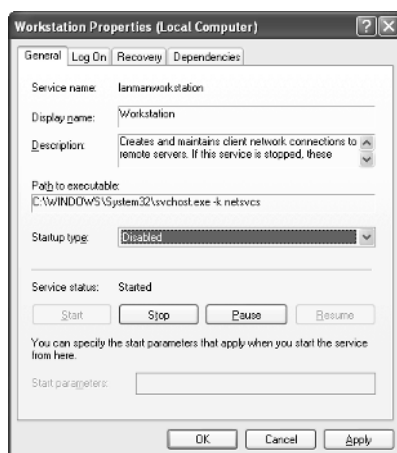 Workstation Properties (Local Computer)
General Log On Recovery Dependencies
Service name: lanmanworkstation
Display name: Workstation
Description: Creates and maintains client network connections to
remote servers. If this service is stopped, these
Path to executable:
C:\WINDOWS\System32\svchost.exe -k netsvcs
Startup type: Disabled
Service status: Started
Start Stop Pause Resume
You can specify the start parameters that apply when you start the service
from here.
Start parameters:
OK Cancel Apply